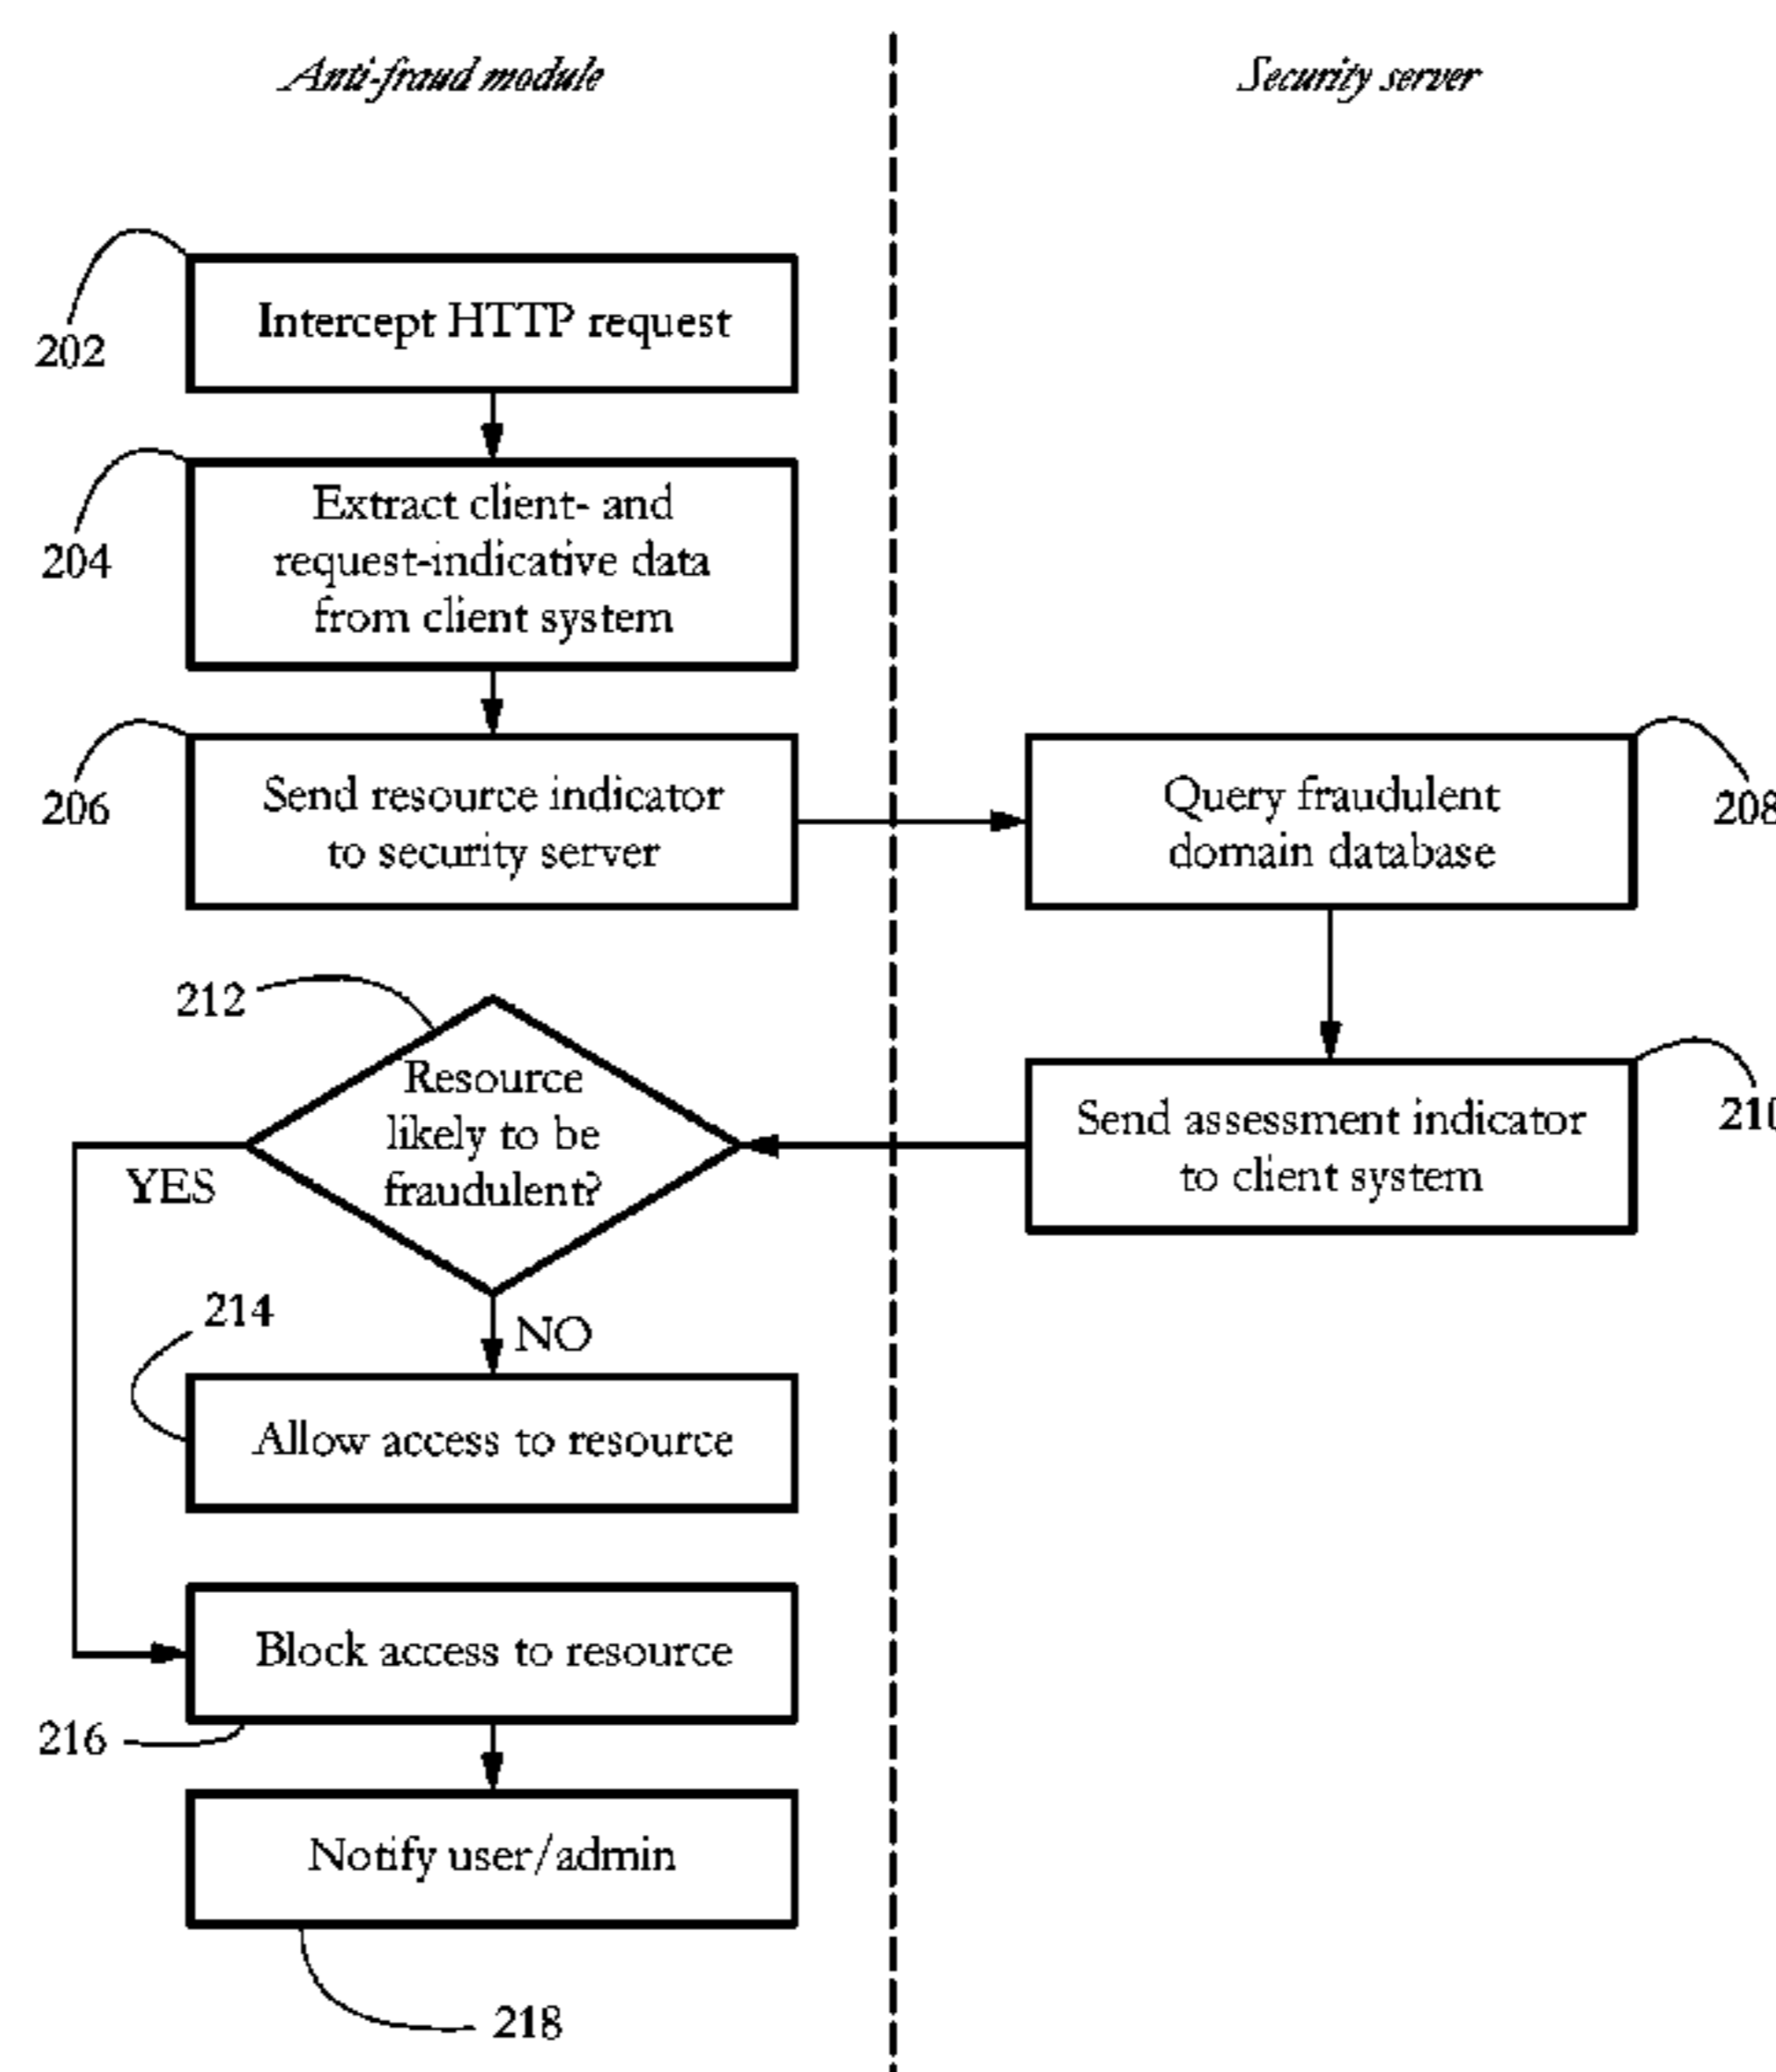 Anti-fraud module
Security server
202
Intercept HTTP request
204
Extract client- and
request-indicative data
from client system
206
Send resource indicator
to security server
Query fraudulent
domain database
208
212
Resource
likely to be
fraudulent?
YES
Send assessment indicator
to client system
210
214
NO
Allow access to resource
Block access to resource
216
Notify user/admin
218